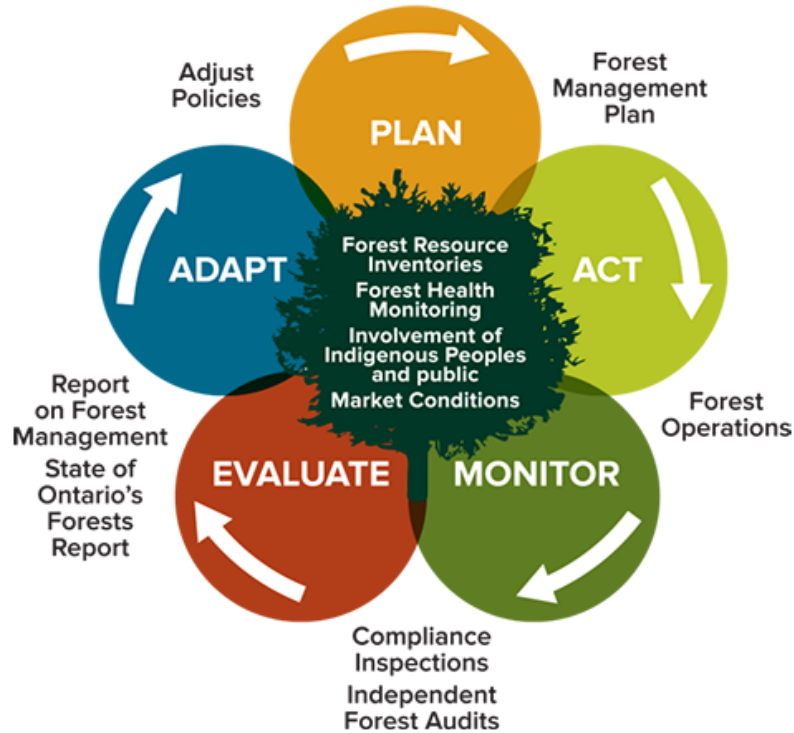 Adjust
Policies
PLAN
Forest
Management
Plan
ADAPT
Forest Resource
Inventories
Forest Health
Monitoring
Involvement of
Indigenous Peoples
and public
Market Conditions
ACT
Report
on Forest
Management
State of
Ontario’s
Forests
Report
EVALUATE
MONITOR
Forest
Operations
Compliance
Inspections
Independent
Forest Audits